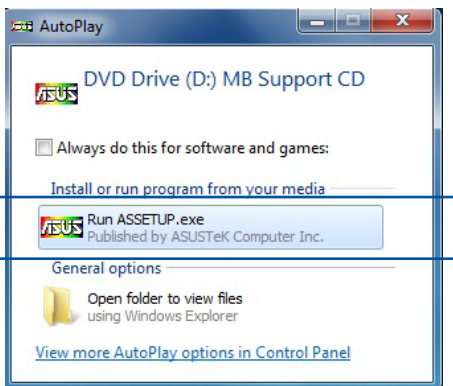 AutoPlay
DVD Drive (D:) MB Support CD
ASUS
Always do this for software and games:
Install or run program from your media
ASUS
Run ASSETUP.exe
Published by ASUSTeK Computer Inc.
General options
Open folder to view files
using Windows Explorer
View more AutoPlay options in Control Panel